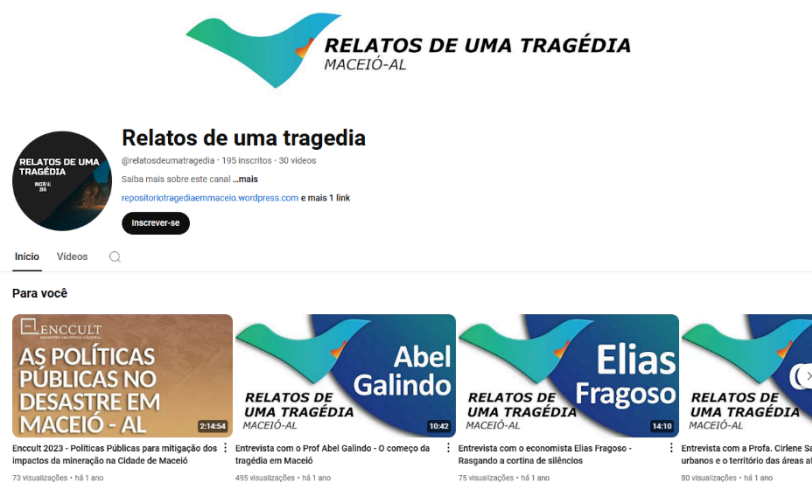 RELATOS DE UMA TRAGÉDIA
MACEIÓ-AL
RELATOS DE UMA
TRAGÉDIA
Relatos de uma tragedia
@relatosdeumatragedia · 195 inscritos · 30 vídeos
Saiba mais sobre este canal ...mais
repositoriotragediaemmaceio.wordpress.com e mais 1 link
Inscrever-se
Início Vídeos
Para você
ENCCULT
AS POLÍTICAS
PÚBLICAS NO
DESASTRE EM
MACEIÓ - AL
2:14:54
Enccult 2023 - Políticas Públicas para mitigação dos
impactos da mineração na Cidade de Maceió
73 visualizações • há 1 ano
Abel
Galindo
RELATOS DE
UMA TRAGÉDIA
MACEIÓ-AL
10:42
Entrevista com o Prof Abel Galindo - O começo da
tragédia em Maceió
495 visualizações • há 1 ano
Elias
Fragoso
RELATOS DE
UMA TRAGÉDIA
MACEIÓ-AL
14:10
Entrevista com o economista Elias Fragoso -
Rasgando a cortina de silêncios
75 visualizações • há 1 ano
RELATOS DE
UMA TRAGÉDIA
MACEIÓ-AL
Entrevista com a Profa. Cirlene Sa
urbanos e o território das áreas a
80 visualizações • há 1 ano